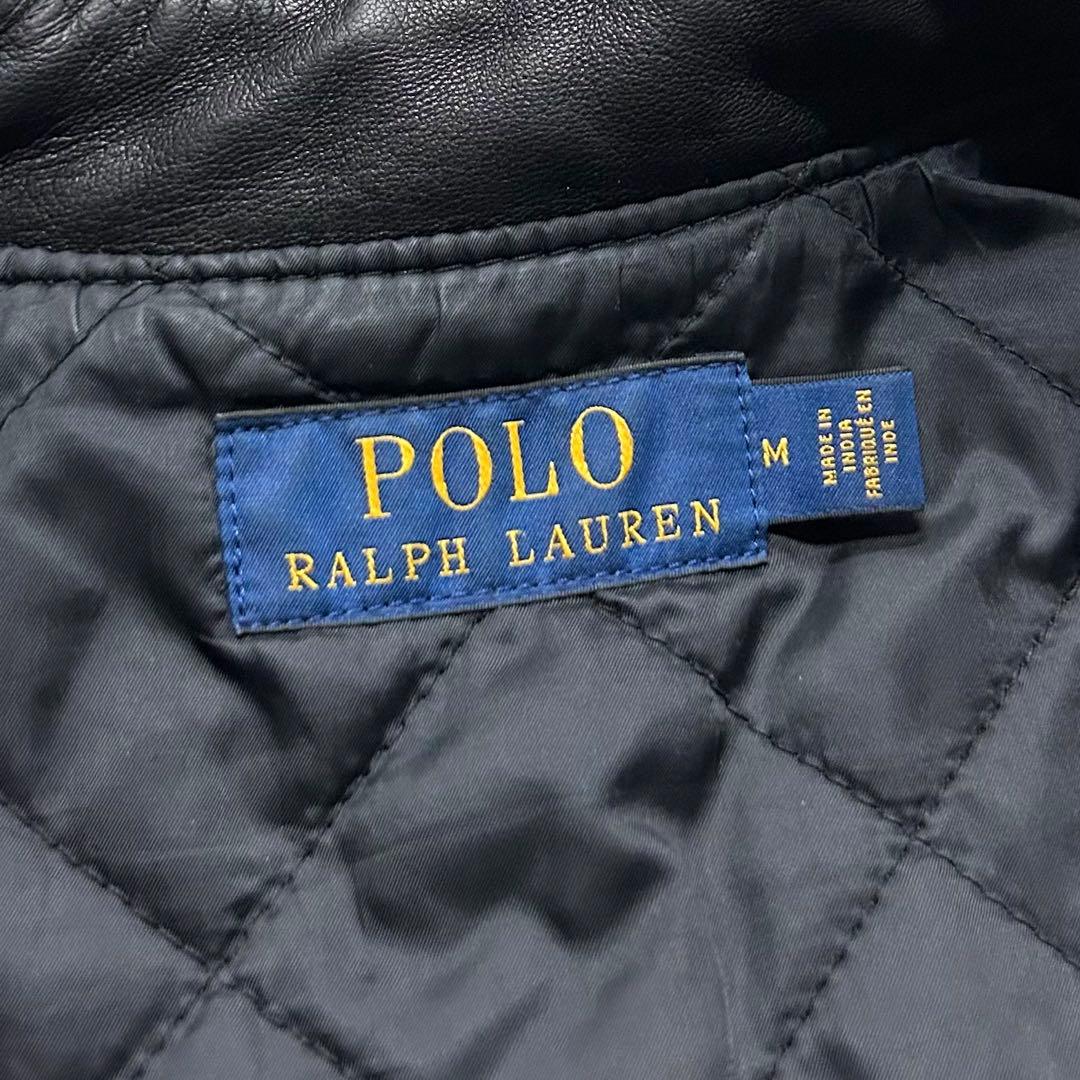 POLO
RALPH LAUREN
M
MADE IN
INDIA
FABRIQUÉ EN
INDE